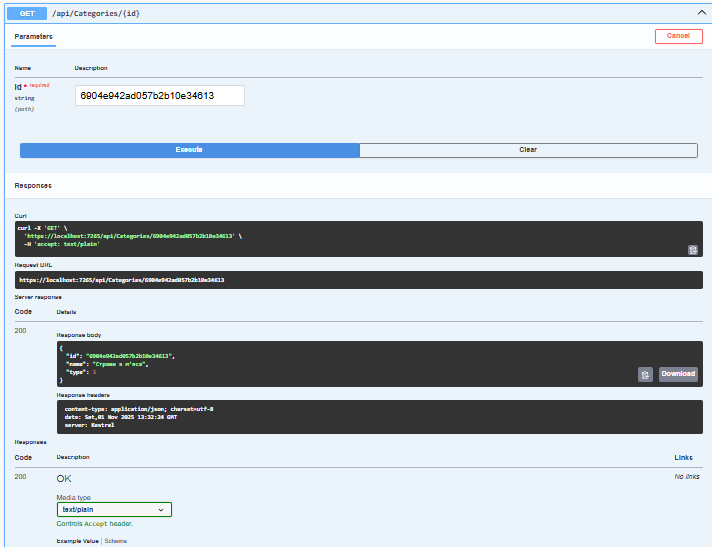 GET /api/Categories/{id}
Parameters
Cancel
Name Description
id * required
string
(path)
6904e942ad057b2b10e34613
Execute Clear
Responses
Curl
curl -X 'GET' \
'https://localhost:7265/api/Categories/6904e942ad057b2b10e34613' \
-H 'accept: text/plain'
Request URL
https://localhost:7265/api/Categories/6904e942ad057b2b10e34613
Server response
Code Details
200
Response body
{
"id": "6904e942ad057b2b10e34613",
"name": "Страви з м'яса",
"type": 3
}
Download
Response headers
content-type: application/json; charset=utf-8
date: Sat,01 Nov 2025 13:32:24 GMT
server: Kestrel
Responses
Code Description Links
200 OK No links
Media type
text/plain
Controls Accept header.
Example Value | Schema